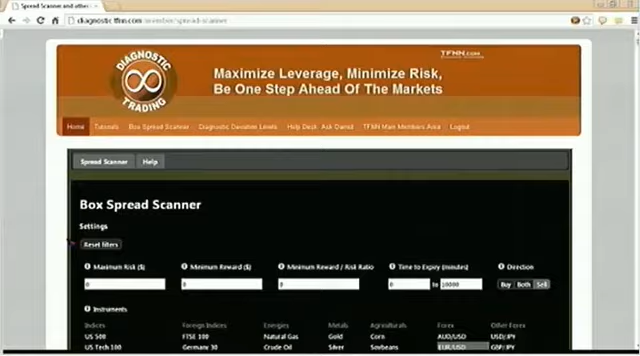 Spread Scanner and other
diagnostic.tfnn.com/member/spread-scanner
DIAGNOSTIC
TRADING
TFNN.com
Maximize Leverage, Minimize Risk,
Be One Step Ahead Of The Markets
Home Tutorials Box Spread Scanner Diagnostic Deviation Levels Help Desk Ask Daniel TFNN Main Members Area Logout
Spread Scanner Help
Box Spread Scanner
Settings
Reset filters
Maximum Risk ($) Minimum Reward ($) Minimum Reward / Risk Ratio Time to Expiry (minutes) Direction
0 0 0 0 to 10000 Buy Both Sell
Instruments
Indices Foreign Indices Energies Metals Agriculturals Forex Other Forex
US 500 FTSE 100 Natural Gas Gold Corn AUD/USD USD/JPY
US Tech 100 Germany 30 Crude Oil Silver Soybeans EUR/USD GBP/JPY